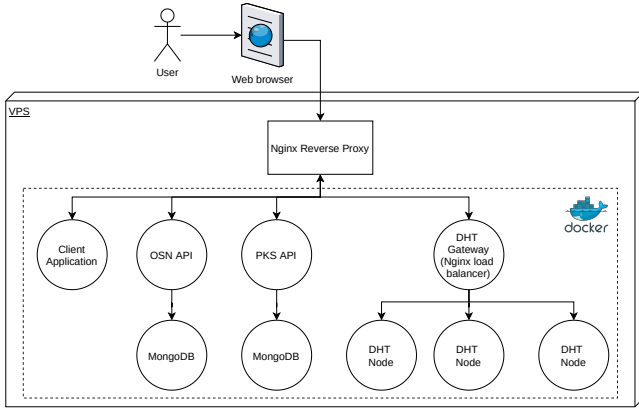 User
Web browser
VPS
Nginx Reverse Proxy
docker
Client
Application
OSN API
PKS API
DHT
Gateway
(Nginx load
balancer)
MongoDB
MongoDB
DHT
Node
DHT
Node
DHT
Node